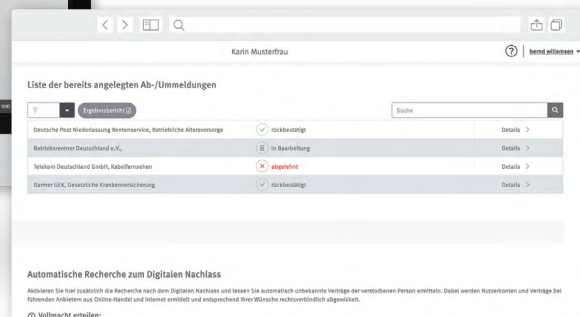 Karin Musterfrau
? bernd willemsen
Liste der bereits angelegten Ab-/Ummeldungen
Ergebnisbericht
Suche
Deutsche Post Niederlassung Rentenservice, Betriebliche Altersvorsorge rückbestätigt Details >
Betriebsrentner Deutschland e.V., in Bearbeitung Details >
Telekom Deutschland GmbH, Kabelfernsehen abgelehnt Details >
Barmer GEK, Gesetzliche Krankenversicherung rückbestätigt Details >
Automatische Recherche zum Digitalen Nachlass
Aktivieren Sie hier zusätzlich die Recherche nach dem Digitalen Nachlass und lassen Sie automatisch unbekannte Verträge der verstorbenen Person ermitteln. Dabei werden Nutzerkonten und Verträge bei
führenden Anbietern aus Online-Handel und Internet ermittelt und entsprechend Ihrer Wünsche rechtsverbindlich abgewickelt.
Vollmacht erteilen: